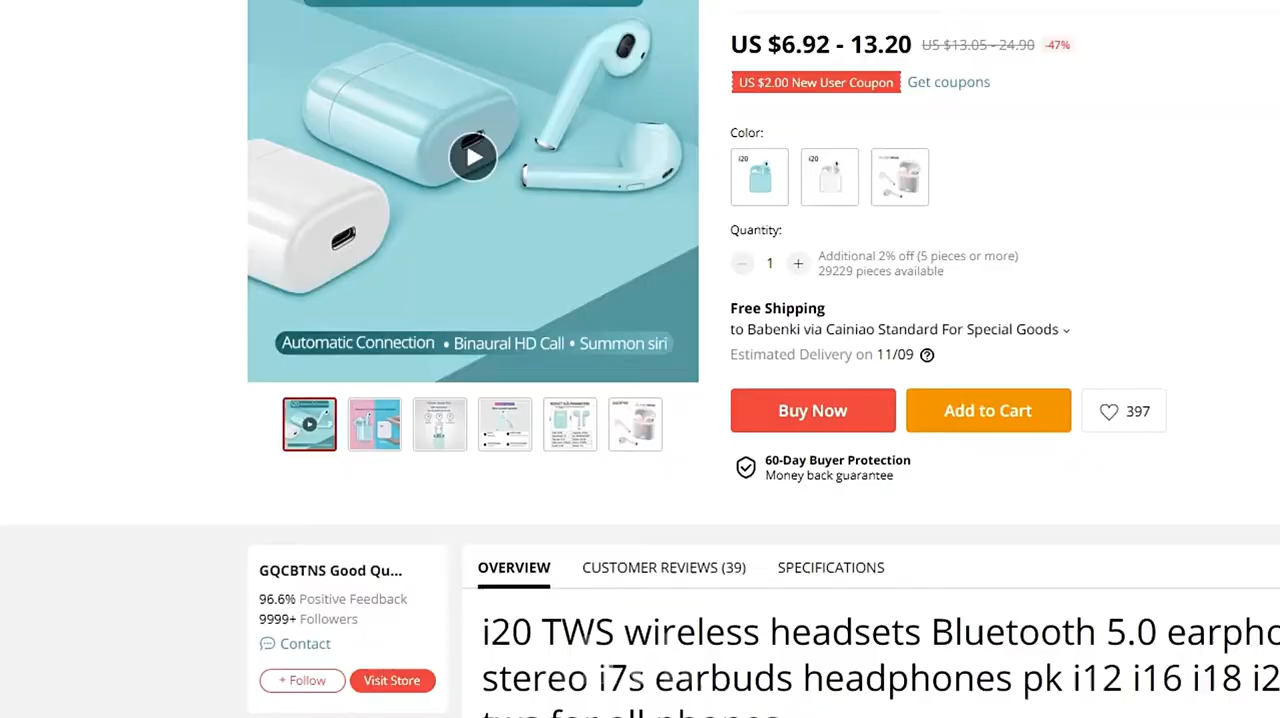 US $6.92 - 13.20 US $13.05 - 24.90 -47%
US $2.00 New User Coupon Get coupons
Color:
i20 i20
Quantity:
1 Additional 2% off (5 pieces or more)
29229 pieces available
Free Shipping
to Babenki via Cainiao Standard For Special Goods
Estimated Delivery on 11/09
Automatic Connection • Binaural HD Call • Summon siri
Buy Now Add to Cart 397
60-Day Buyer Protection
Money back guarantee
GQCBTNS Good Qu...
96.6% Positive Feedback
9999+ Followers
Contact
+ Follow Visit Store
OVERVIEW CUSTOMER REVIEWS (39) SPECIFICATIONS
i20 TWS wireless headsets Bluetooth 5.0 earpho
stereo i7s earbuds headphones pk i12 i16 i18 i2
tws for all phones